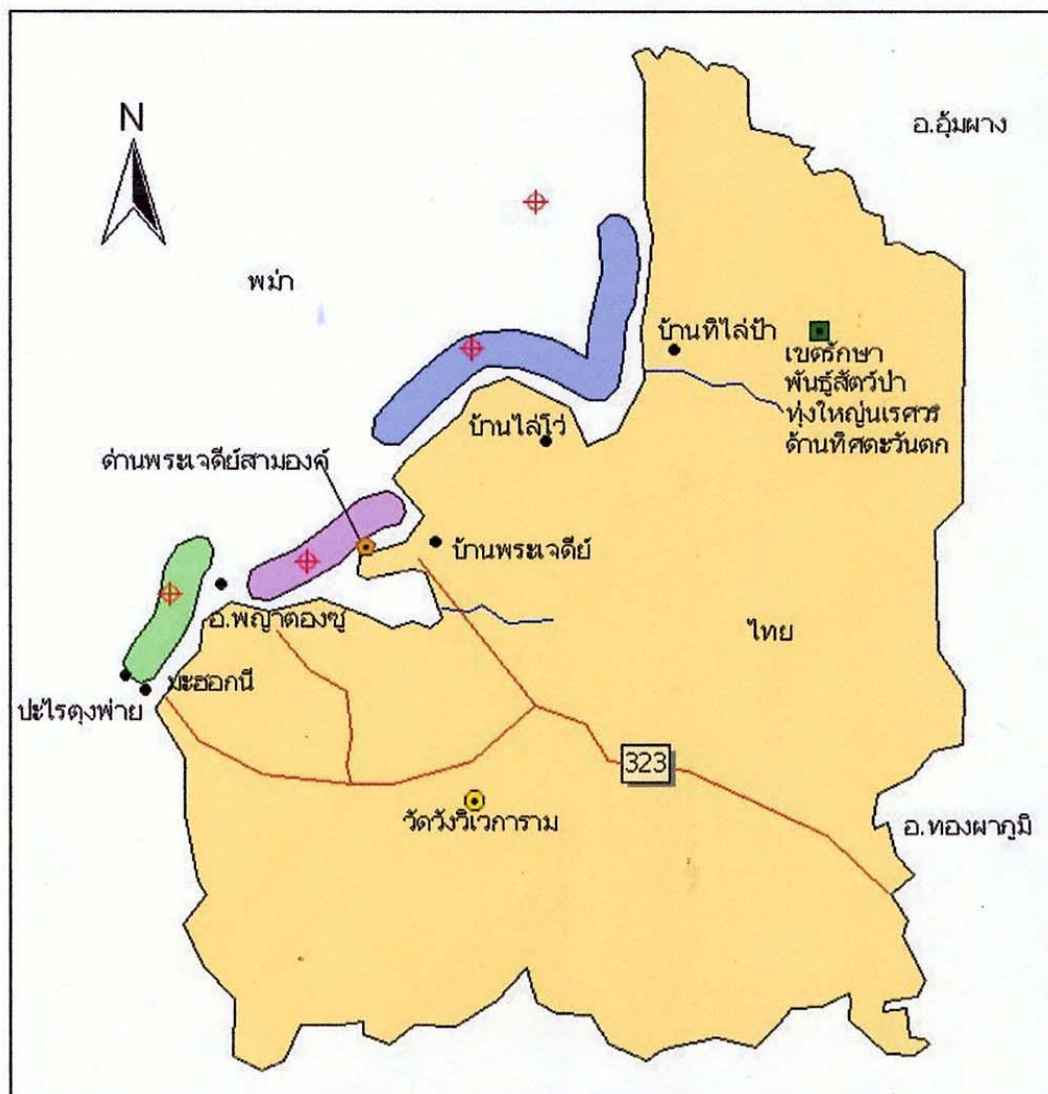 N
อ.อุ้มผาง
พม่า
บ้านทิไล่ป้า
เขตรักษา
พันธุ์สัตว์ป่า
ทุ่งใหญ่นเรศวร
ด้านทิศตะวันตก
บ้านไล่โว่
ด่านพระเจดีย์สามองค์
บ้านพระเจดีย์
อ.พญาตองซู
ไทย
มะฮอกนี
ปะไรตุงพ่าย
323
วัดวังวิเวการาม
อ.ทองผาภูมิ